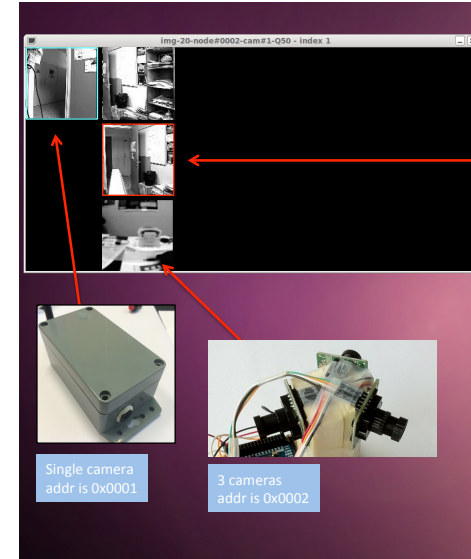 img-20-node#0002-cam#1-Q50 - index 1
Single camera
addr is 0x0001
3 cameras
addr is 0x0002